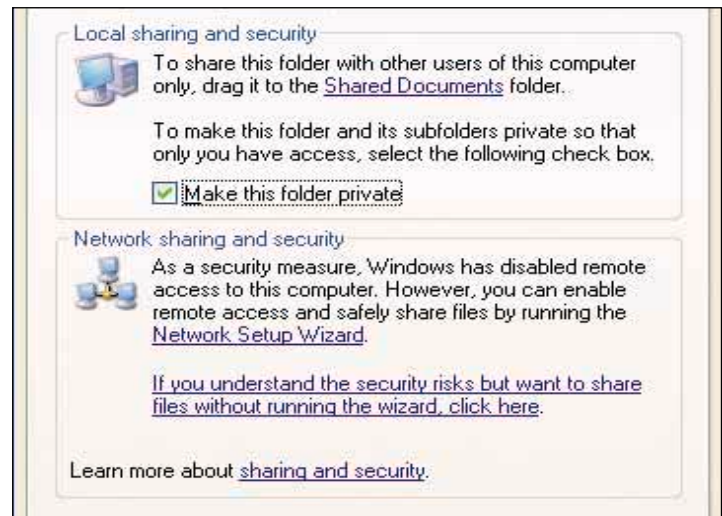 Local sharing and security
To share this folder with other users of this computer
only, drag it to the Shared Documents folder.
To make this folder and its subfolders private so that
only you have access, select the following check box.
Make this folder private
Network sharing and security
As a security measure, Windows has disabled remote
access to this computer. However, you can enable
remote access and safely share files by running the
Network Setup Wizard.
If you understand the security risks but want to share
files without running the wizard, click here.
Learn more about sharing and security.